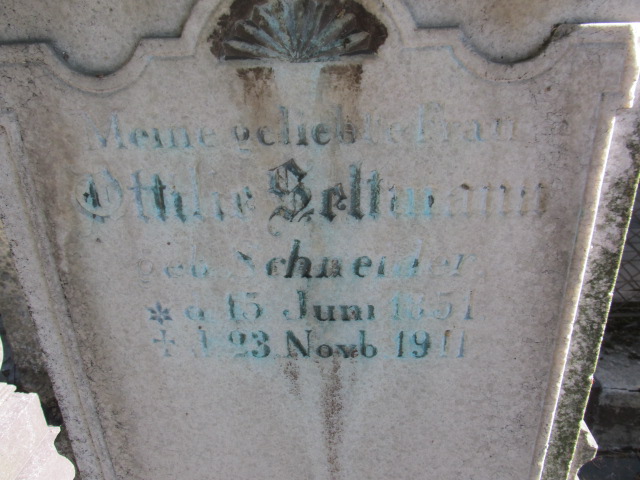 Meine geliebte Frau
Ottilie Seltmann
geb. Schneider
* d. 15 Juni 1851
† d. 23 Novb 1911